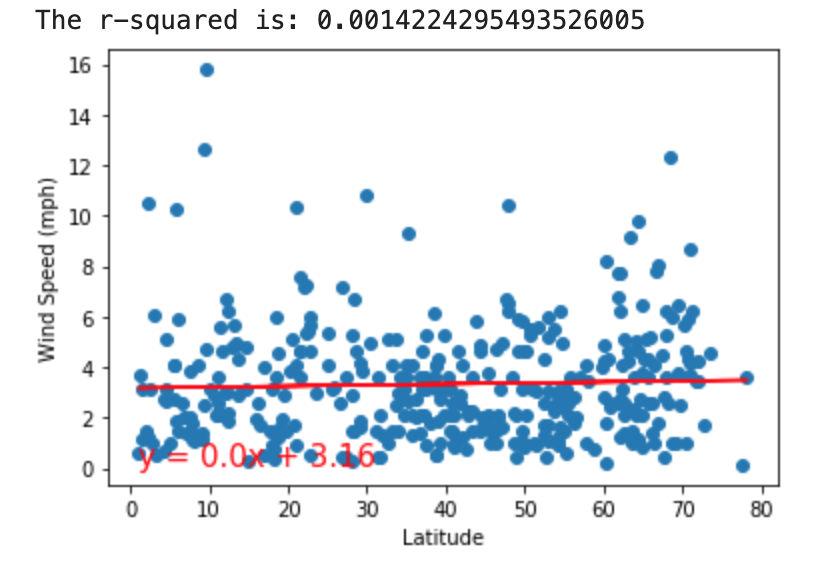 The r-squared is: 0.0014224295493526005
16
14
12
10
8
6
4
2
0
Wind Speed (mph)
y = 0.0x + 3.16
0 10 20 30 40 50 60 70 80
Latitude